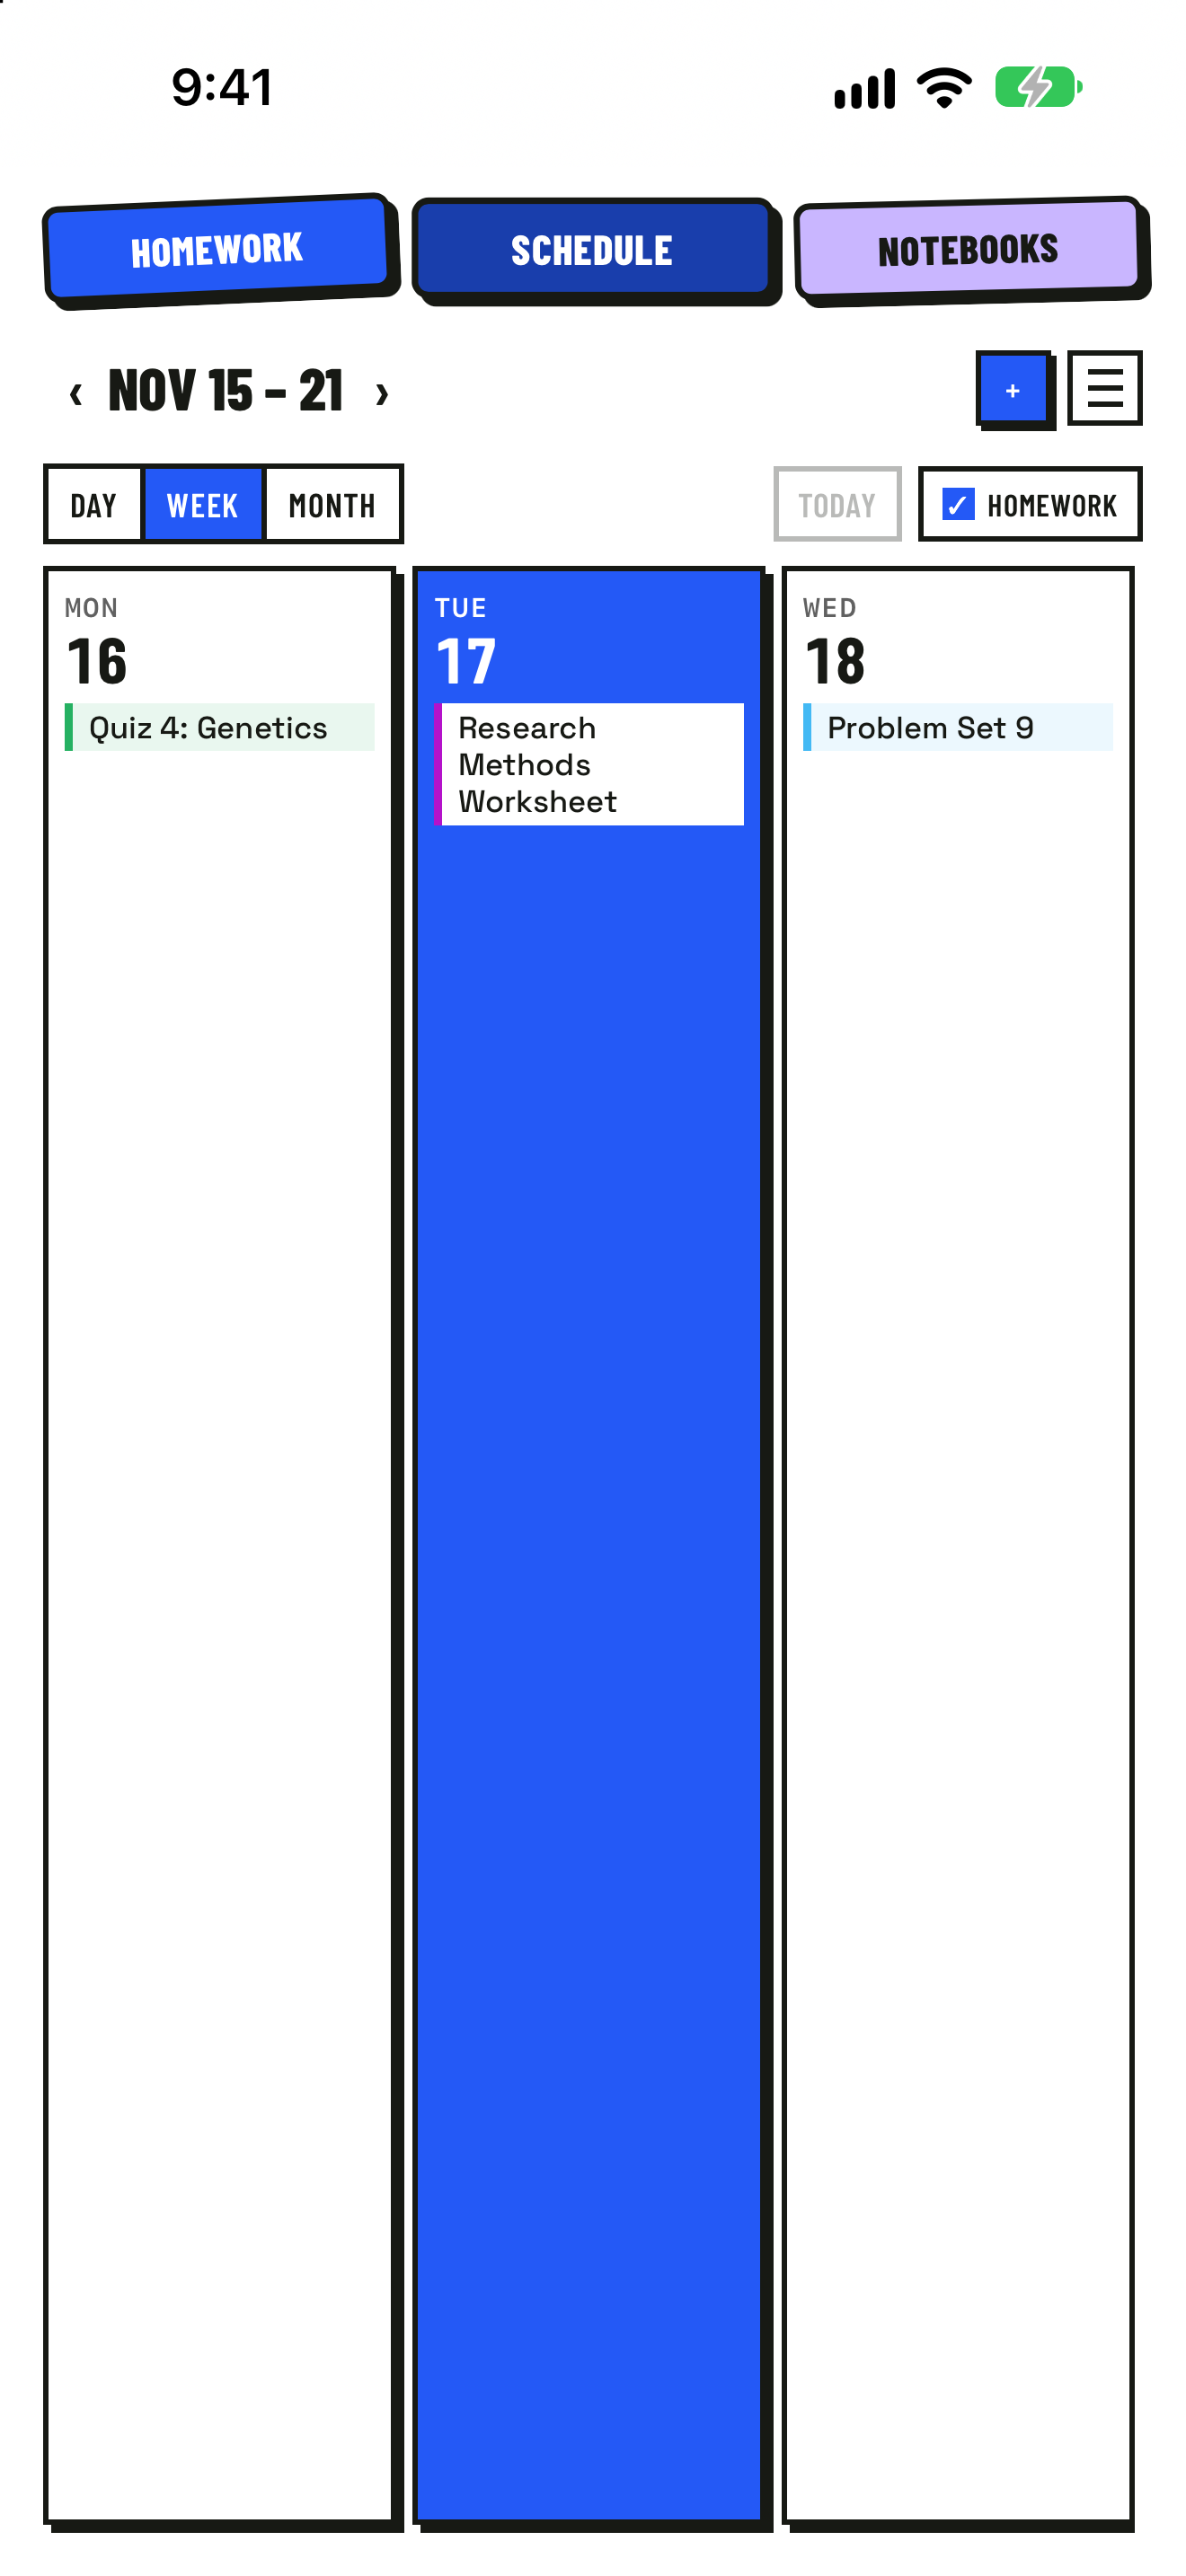 9:41
HOMEWORK
SCHEDULE
NOTEBOOKS
‹ NOV 15 – 21 ›
+
DAY
WEEK
MONTH
TODAY
✓ HOMEWORK
MON
16
Quiz 4: Genetics
TUE
17
Research
Methods
Worksheet
WED
18
Problem Set 9